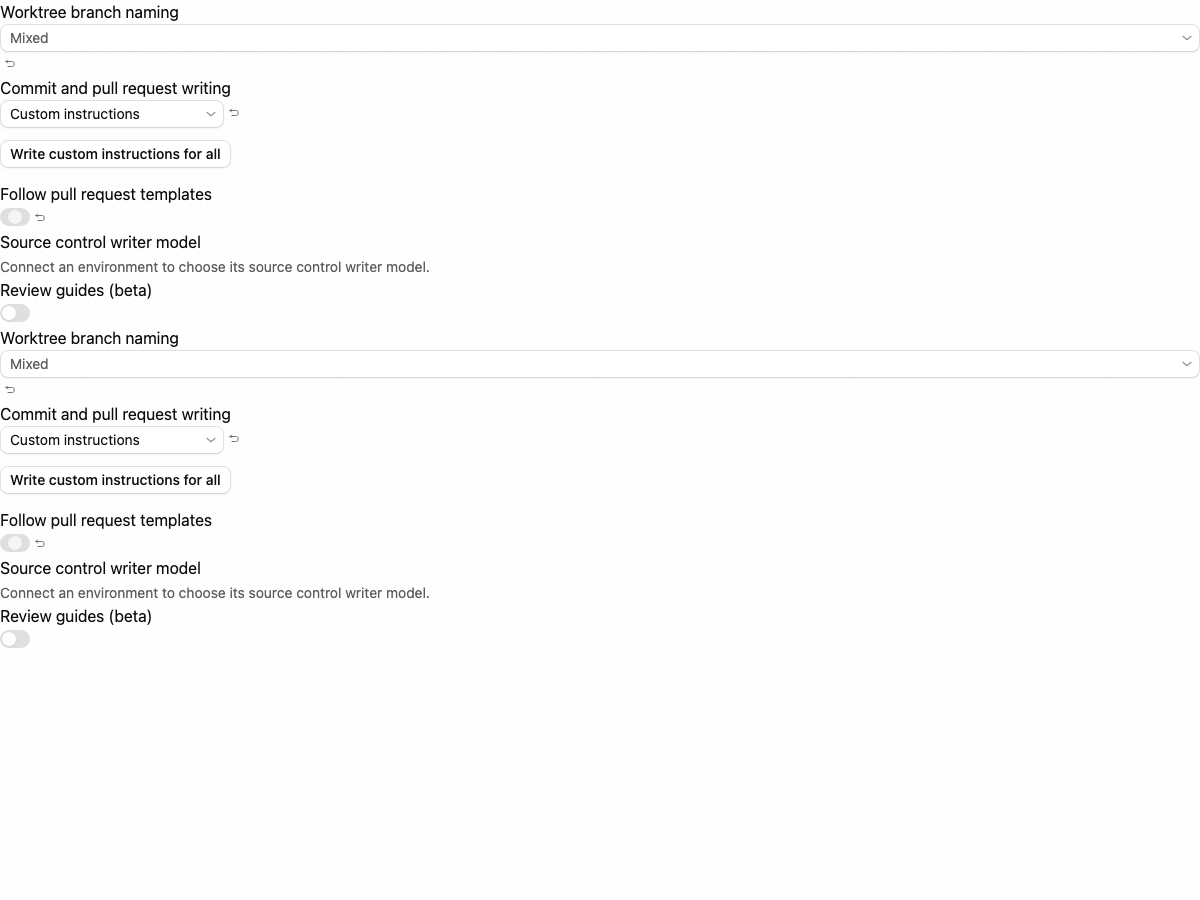 Worktree branch naming
Mixed
Commit and pull request writing
Custom instructions
Write custom instructions for all
Follow pull request templates
Source control writer model
Connect an environment to choose its source control writer model.
Review guides (beta)
Worktree branch naming
Mixed
Commit and pull request writing
Custom instructions
Write custom instructions for all
Follow pull request templates
Source control writer model
Connect an environment to choose its source control writer model.
Review guides (beta)